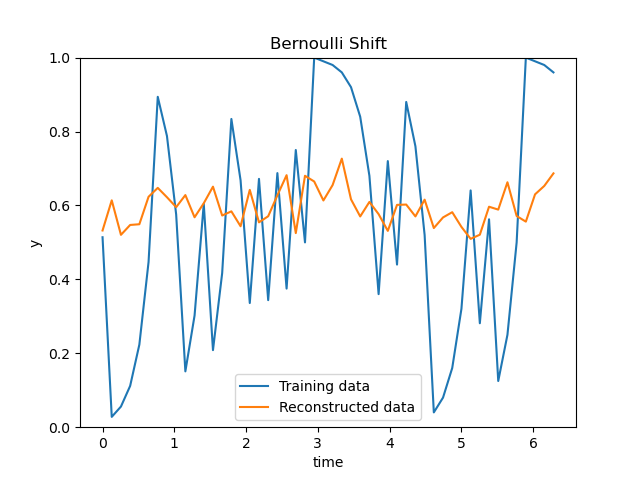 Bernoulli Shift
1.0
0.8
0.6
0.4
0.2
0.0
y
0 1 2 3 4 5 6
time
Training data
Reconstructed data